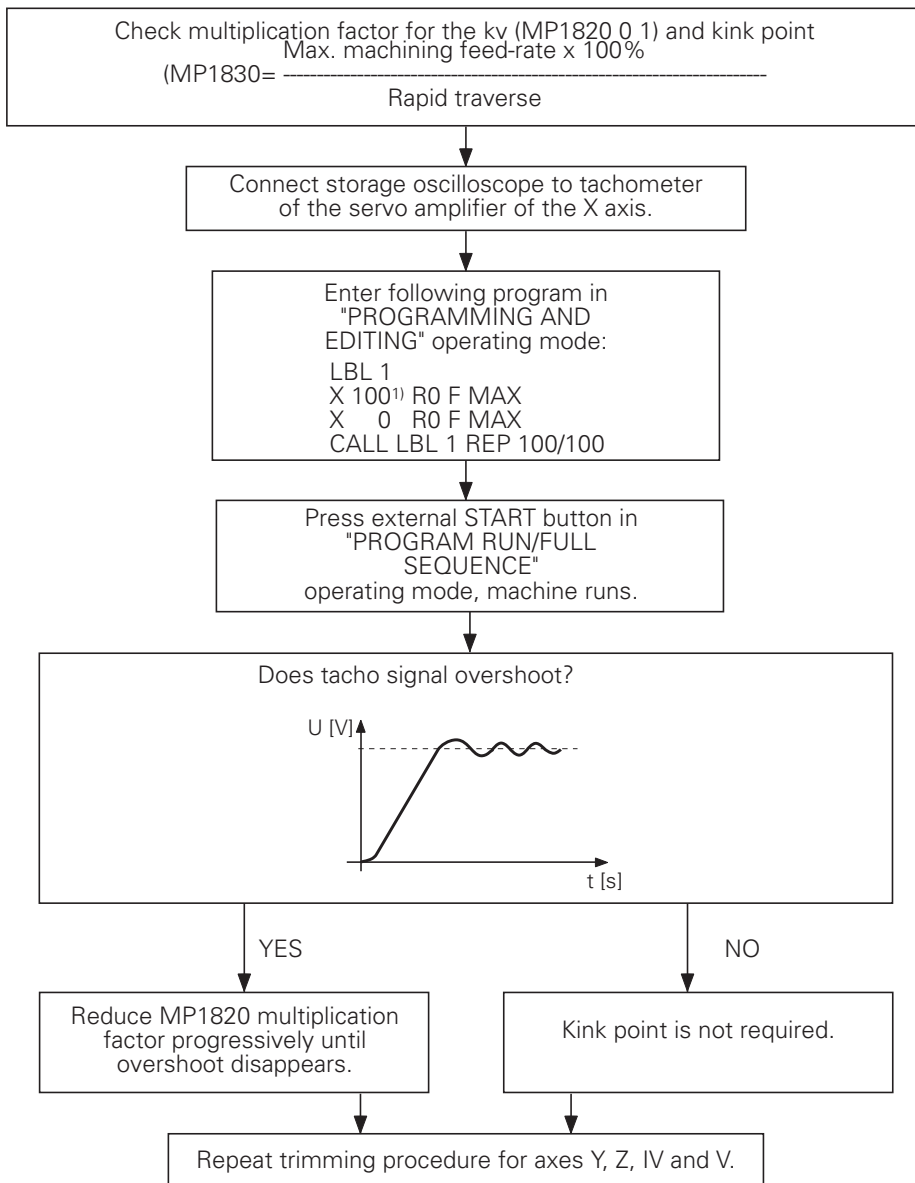 Check multiplication factor for the kv (MP1820 0 1) and kink point
Max. machining feed-rate x 100%
(MP1830= ------------------------------------------------------------------------
Rapid traverse
Connect storage oscilloscope to tachometer
of the servo amplifier of the X axis.
Enter following program in
"PROGRAMMING AND
EDITING" operating mode:
LBL 1
X 100¹⁾ R0 F MAX
X 0 R0 F MAX
CALL LBL 1 REP 100/100
Press external START button in
"PROGRAM RUN/FULL
SEQUENCE"
operating mode, machine runs.
Does tacho signal overshoot?
U [V]
t [s]
YES
NO
Reduce MP1820 multiplication
factor progressively until
overshoot disappears.
Kink point is not required.
Repeat trimming procedure for axes Y, Z, IV and V.